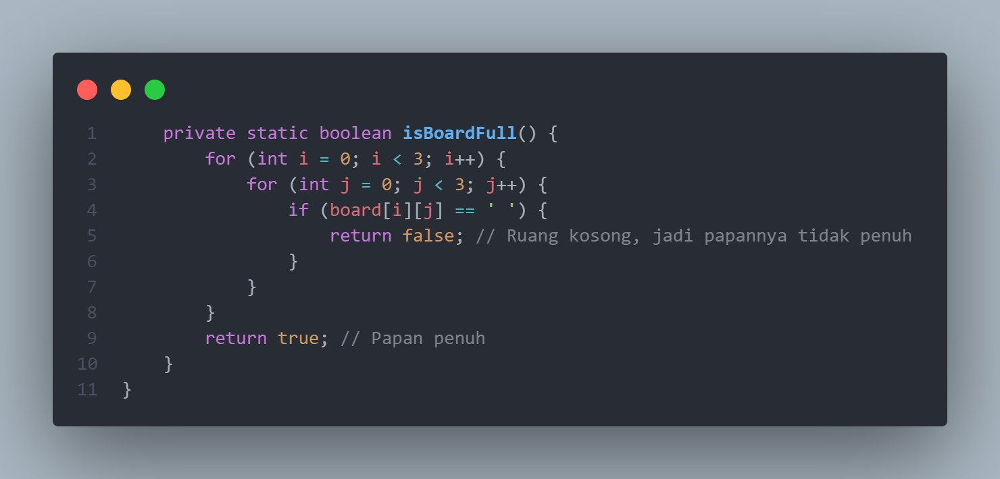 1 private static boolean isBoardFull() {
2 for (int i = 0; i < 3; i++) {
3 for (int j = 0; j < 3; j++) {
4 if (board[i][j] == ' ') {
5 return false; // Ruang kosong, jadi papannya tidak penuh
6 }
7 }
8 }
9 return true; // Papan penuh
10 }
11 }